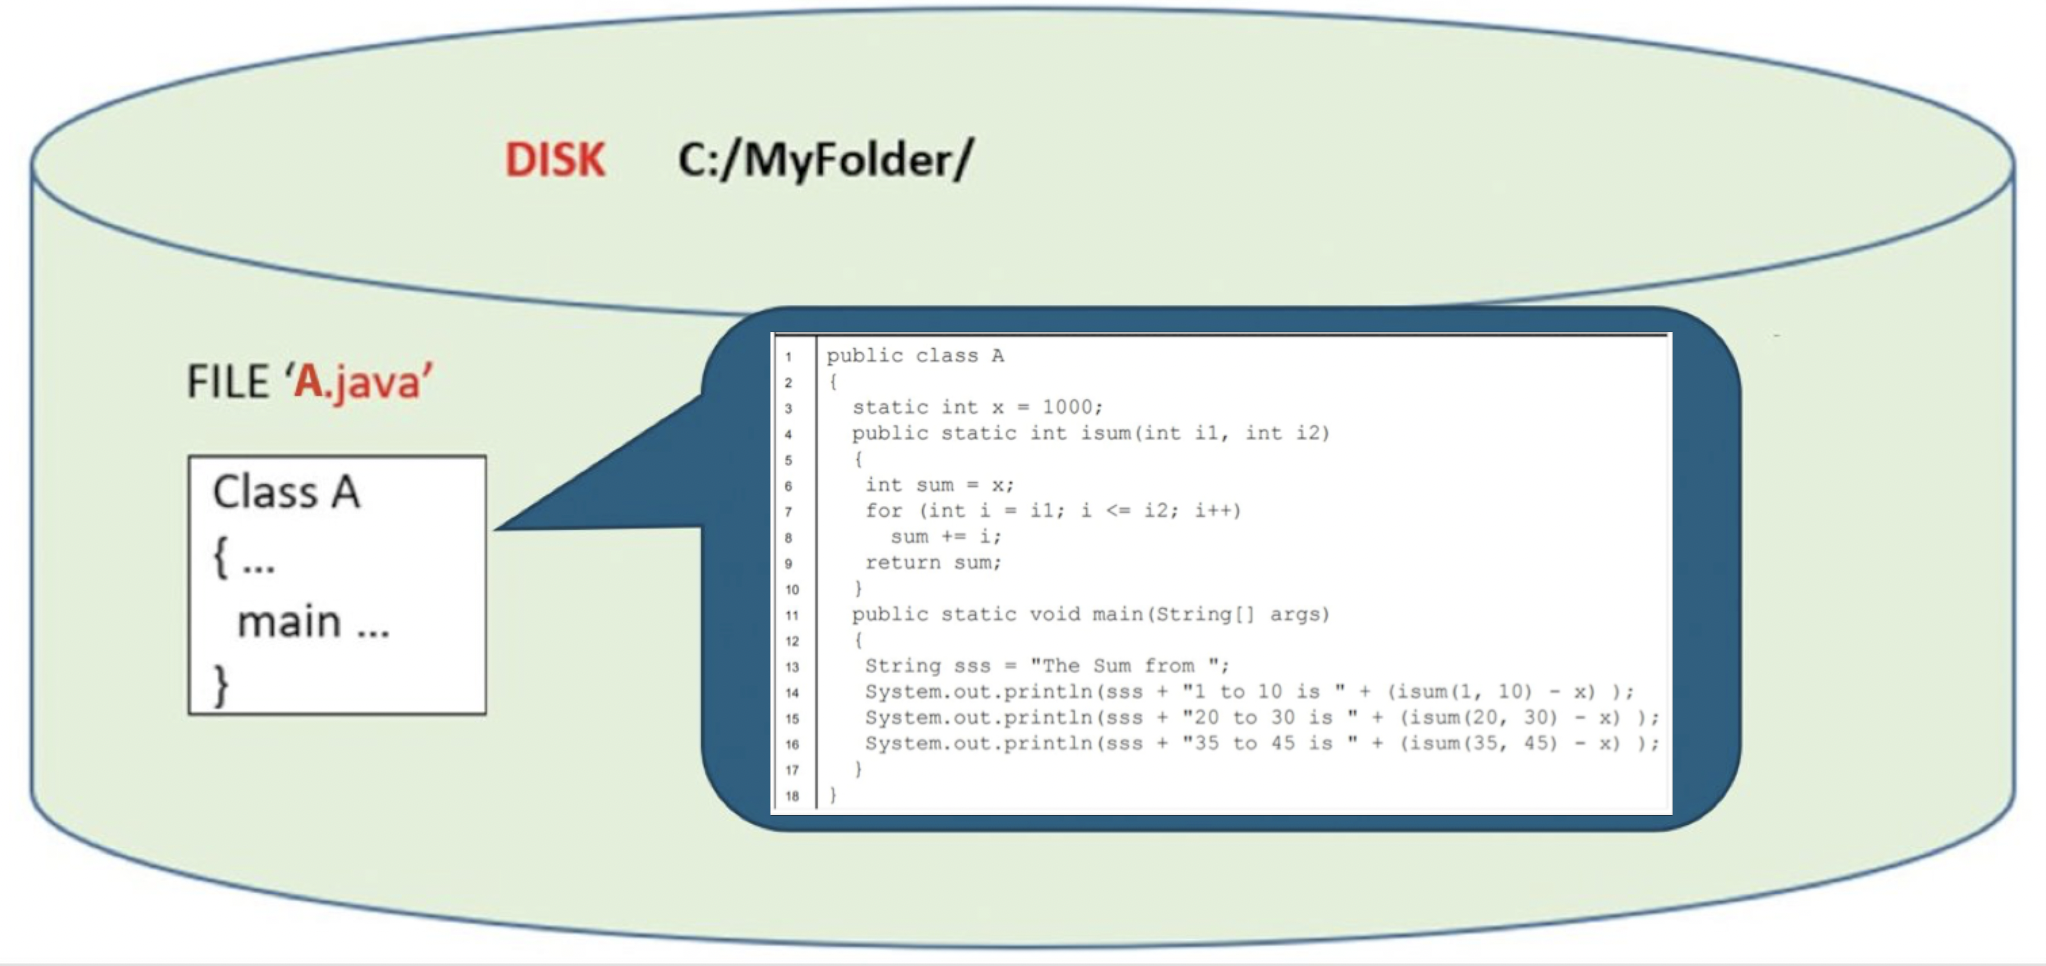 DISK C:/MyFolder/
FILE ‘A.java’
Class A
{ ...
main ...
}
1 public class A
2 {
3 static int x = 1000;
4 public static int isum(int i1, int i2)
5 {
6 int sum = x;
7 for (int i = i1; i <= i2; i++)
8 sum += i;
9 return sum;
10 }
11 public static void main(String[] args)
12 {
13 String sss = "The Sum from ";
14 System.out.println(sss + "1 to 10 is " + (isum(1, 10) - x) );
15 System.out.println(sss + "20 to 30 is " + (isum(20, 30) - x) );
16 System.out.println(sss + "35 to 45 is " + (isum(35, 45) - x) );
17 }
18 }